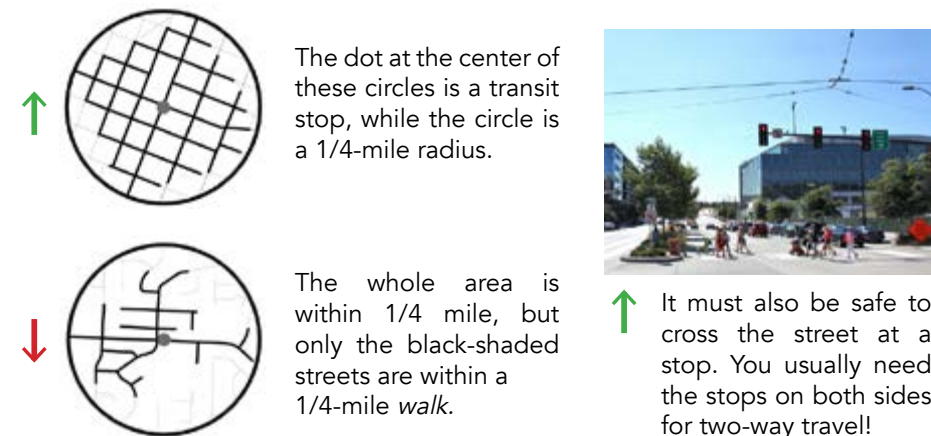 The dot at the center of
these circles is a transit
stop, while the circle is
a 1/4-mile radius.
The whole area is
within 1/4 mile, but
only the black-shaded
streets are within a
1/4-mile walk.
It must also be safe to
cross the street at a
stop. You usually need
the stops on both sides
for two-way travel!